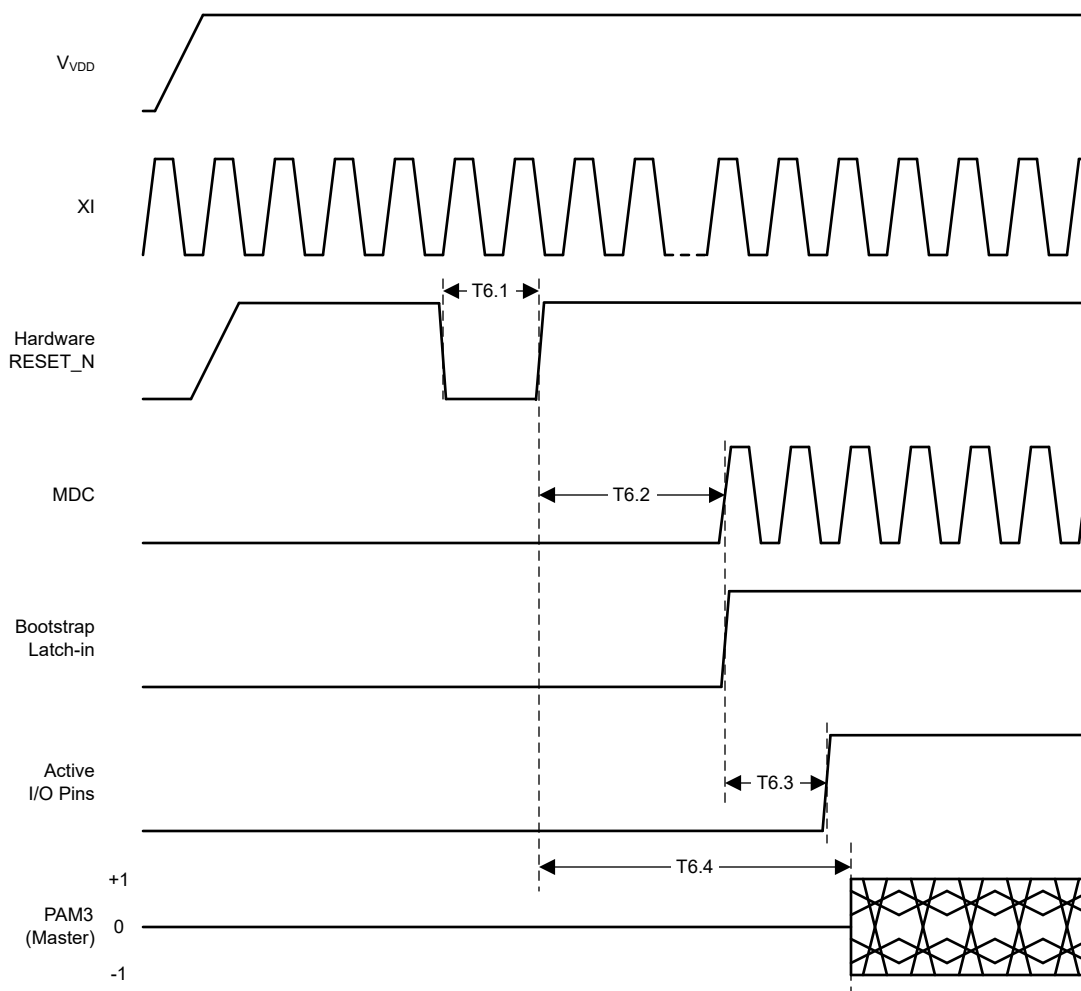 VVDD
XI
T6.1
Hardware
RESET_N
MDC
T6.2
Bootstrap
Latch-in
Active
I/O Pins
T6.3
T6.4
+1
PAM3
(Master)
0
-1